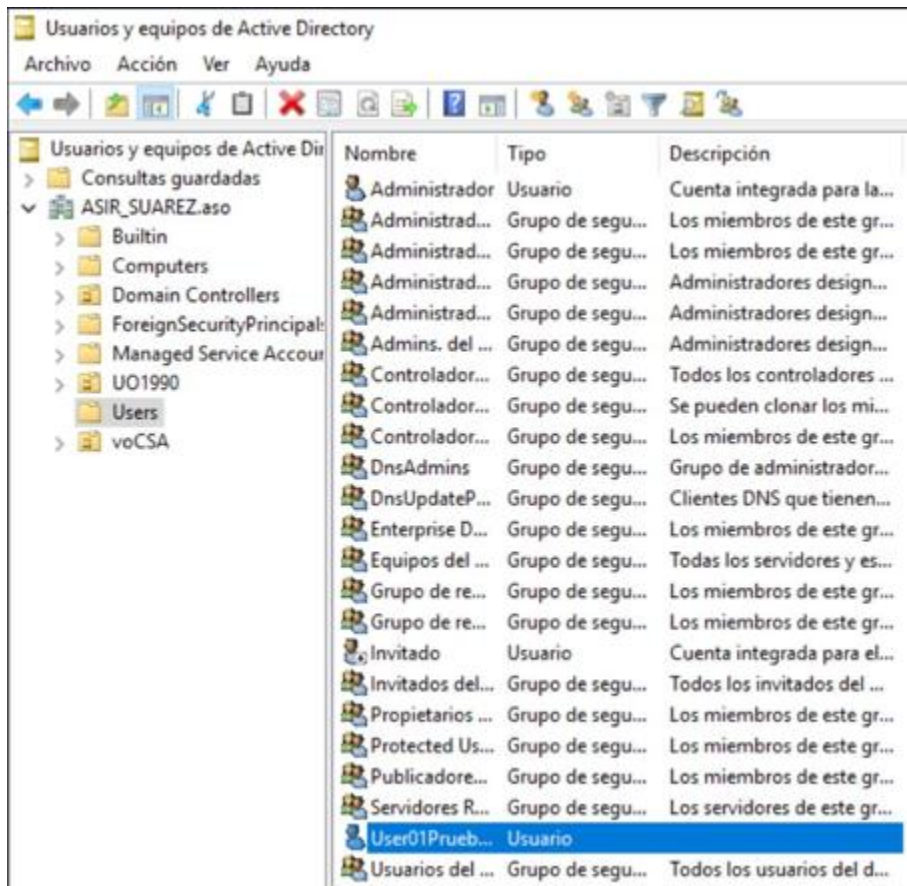 Usuarios y equipos de Active Directory
Archivo Acción Ver Ayuda
Usuarios y equipos de Active Dir
Consultas guardadas
ASIR_SUAREZ.aso
Builtin
Computers
Domain Controllers
ForeignSecurityPrincipals
Managed Service Accour
UO1990
Users
voCSA
Nombre Tipo Descripción
Administrador Usuario Cuenta integrada para la...
Administrad... Grupo de segu... Los miembros de este gr...
Administrad... Grupo de segu... Los miembros de este gr...
Administrad... Grupo de segu... Administradores design...
Administrad... Grupo de segu... Administradores design...
Admins. del ... Grupo de segu... Administradores design...
Controlador... Grupo de segu... Todos los controladores ...
Controlador... Grupo de segu... Se pueden clonar los mi...
Controlador... Grupo de segu... Los miembros de este gr...
DnsAdmins Grupo de segu... Grupo de administrador...
DnsUpdateP... Grupo de segu... Clientes DNS que tienen...
Enterprise D... Grupo de segu... Los miembros de este gr...
Equipos del ... Grupo de segu... Todas los servidores y es...
Grupo de re... Grupo de segu... Los miembros de este gr...
Grupo de re... Grupo de segu... Los miembros de este gr...
Invitado Usuario Cuenta integrada para el...
Invitados del... Grupo de segu... Todos los invitados del ...
Propietarios ... Grupo de segu... Los miembros de este gr...
Protected Us... Grupo de segu... Los miembros de este gr...
Publicadore... Grupo de segu... Los miembros de este gr...
Servidores R... Grupo de segu... Los servidores de este gr...
User01Prueb... Usuario
Usuarios del ... Grupo de segu... Todos los usuarios del d...